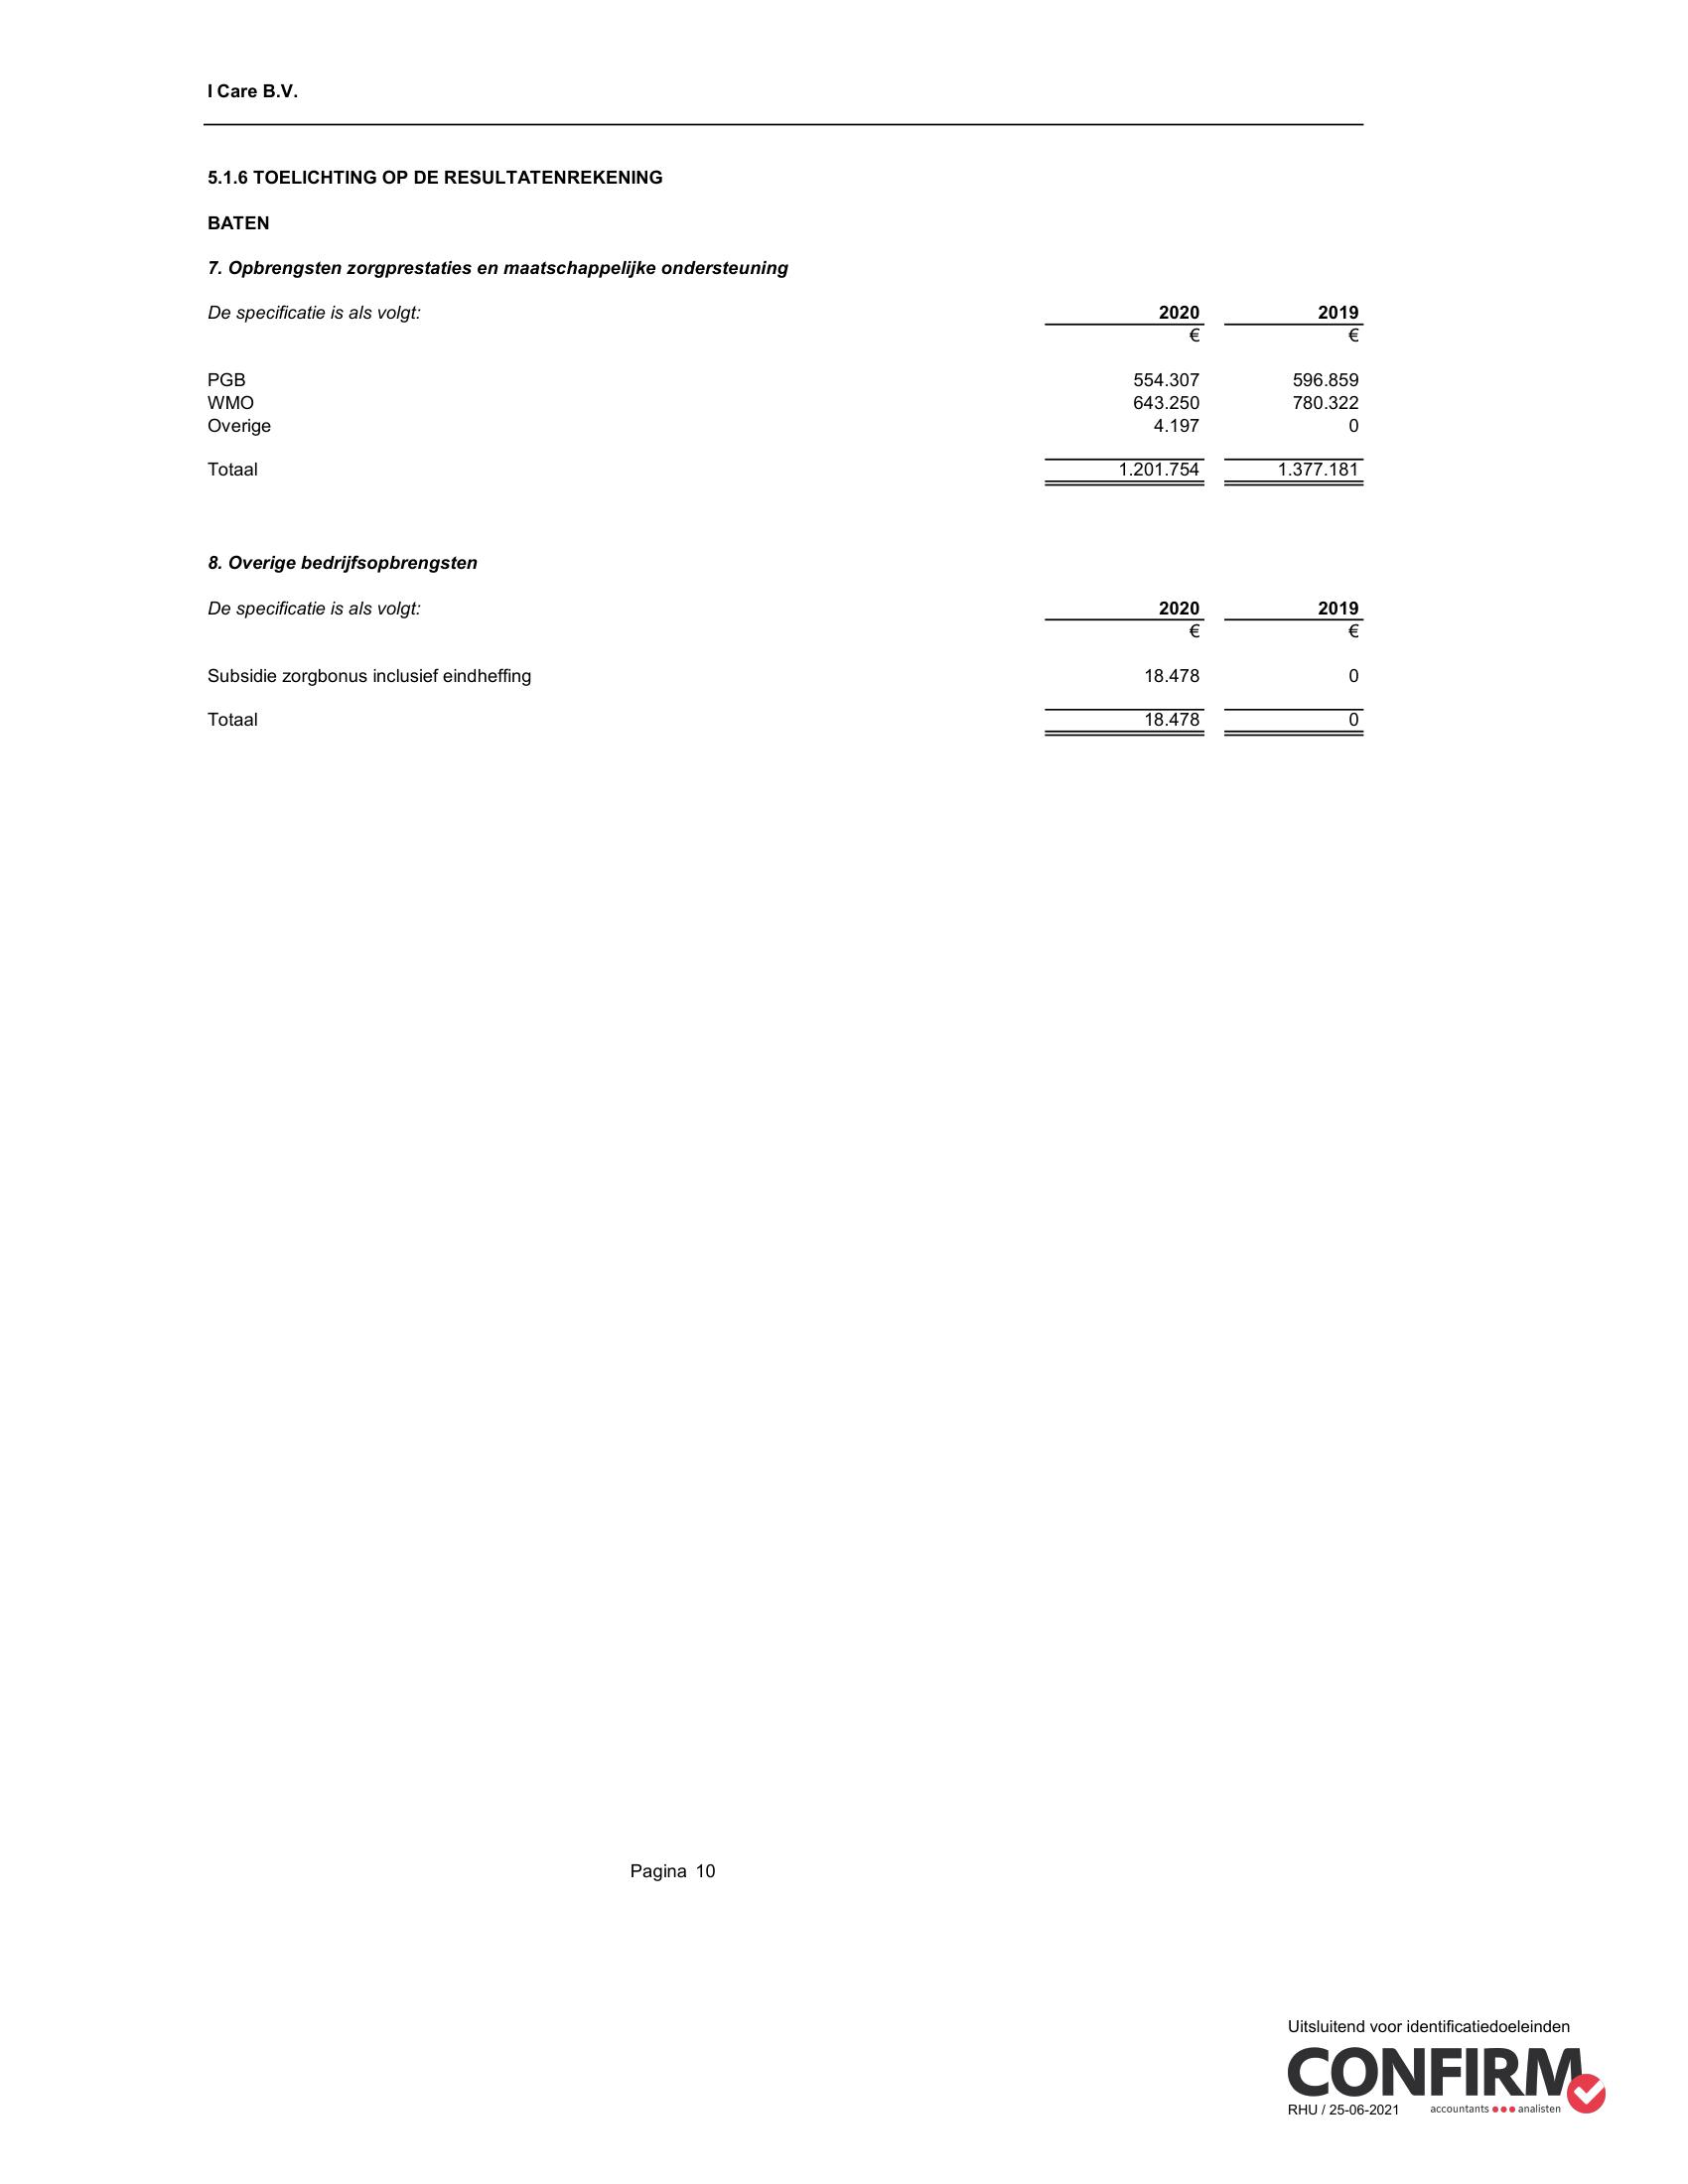 I Care B.V.
5.1.6 TOELICHTING OP DE RESULTATENREKENING
BATEN
7. Opbrengsten zorgprestaties en maatschappelijke ondersteuning
De specificatie is als volgt: 2020 2019
€ €
PGB 554.307 596.859
WMO 643.250 780.322
Overige 4.197 0
Totaal 1.201.754 1.377.181
8. Overige bedrijfsopbrengsten
De specificatie is als volgt: 2020 2019
€ €
Subsidie zorgbonus inclusief eindheffing 18.478 0
Totaal 18.478 0
Pagina 10
Uitsluitend voor identificatiedoeleinden
CONFIRM
RHU / 25-06-2021 accountants analisten